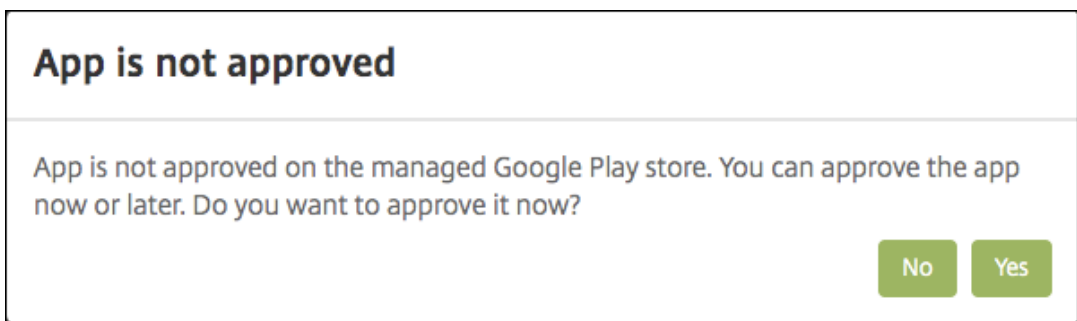 App is not approved
App is not approved on the managed Google Play store. You can approve the app
now or later. Do you want to approve it now?
No Yes